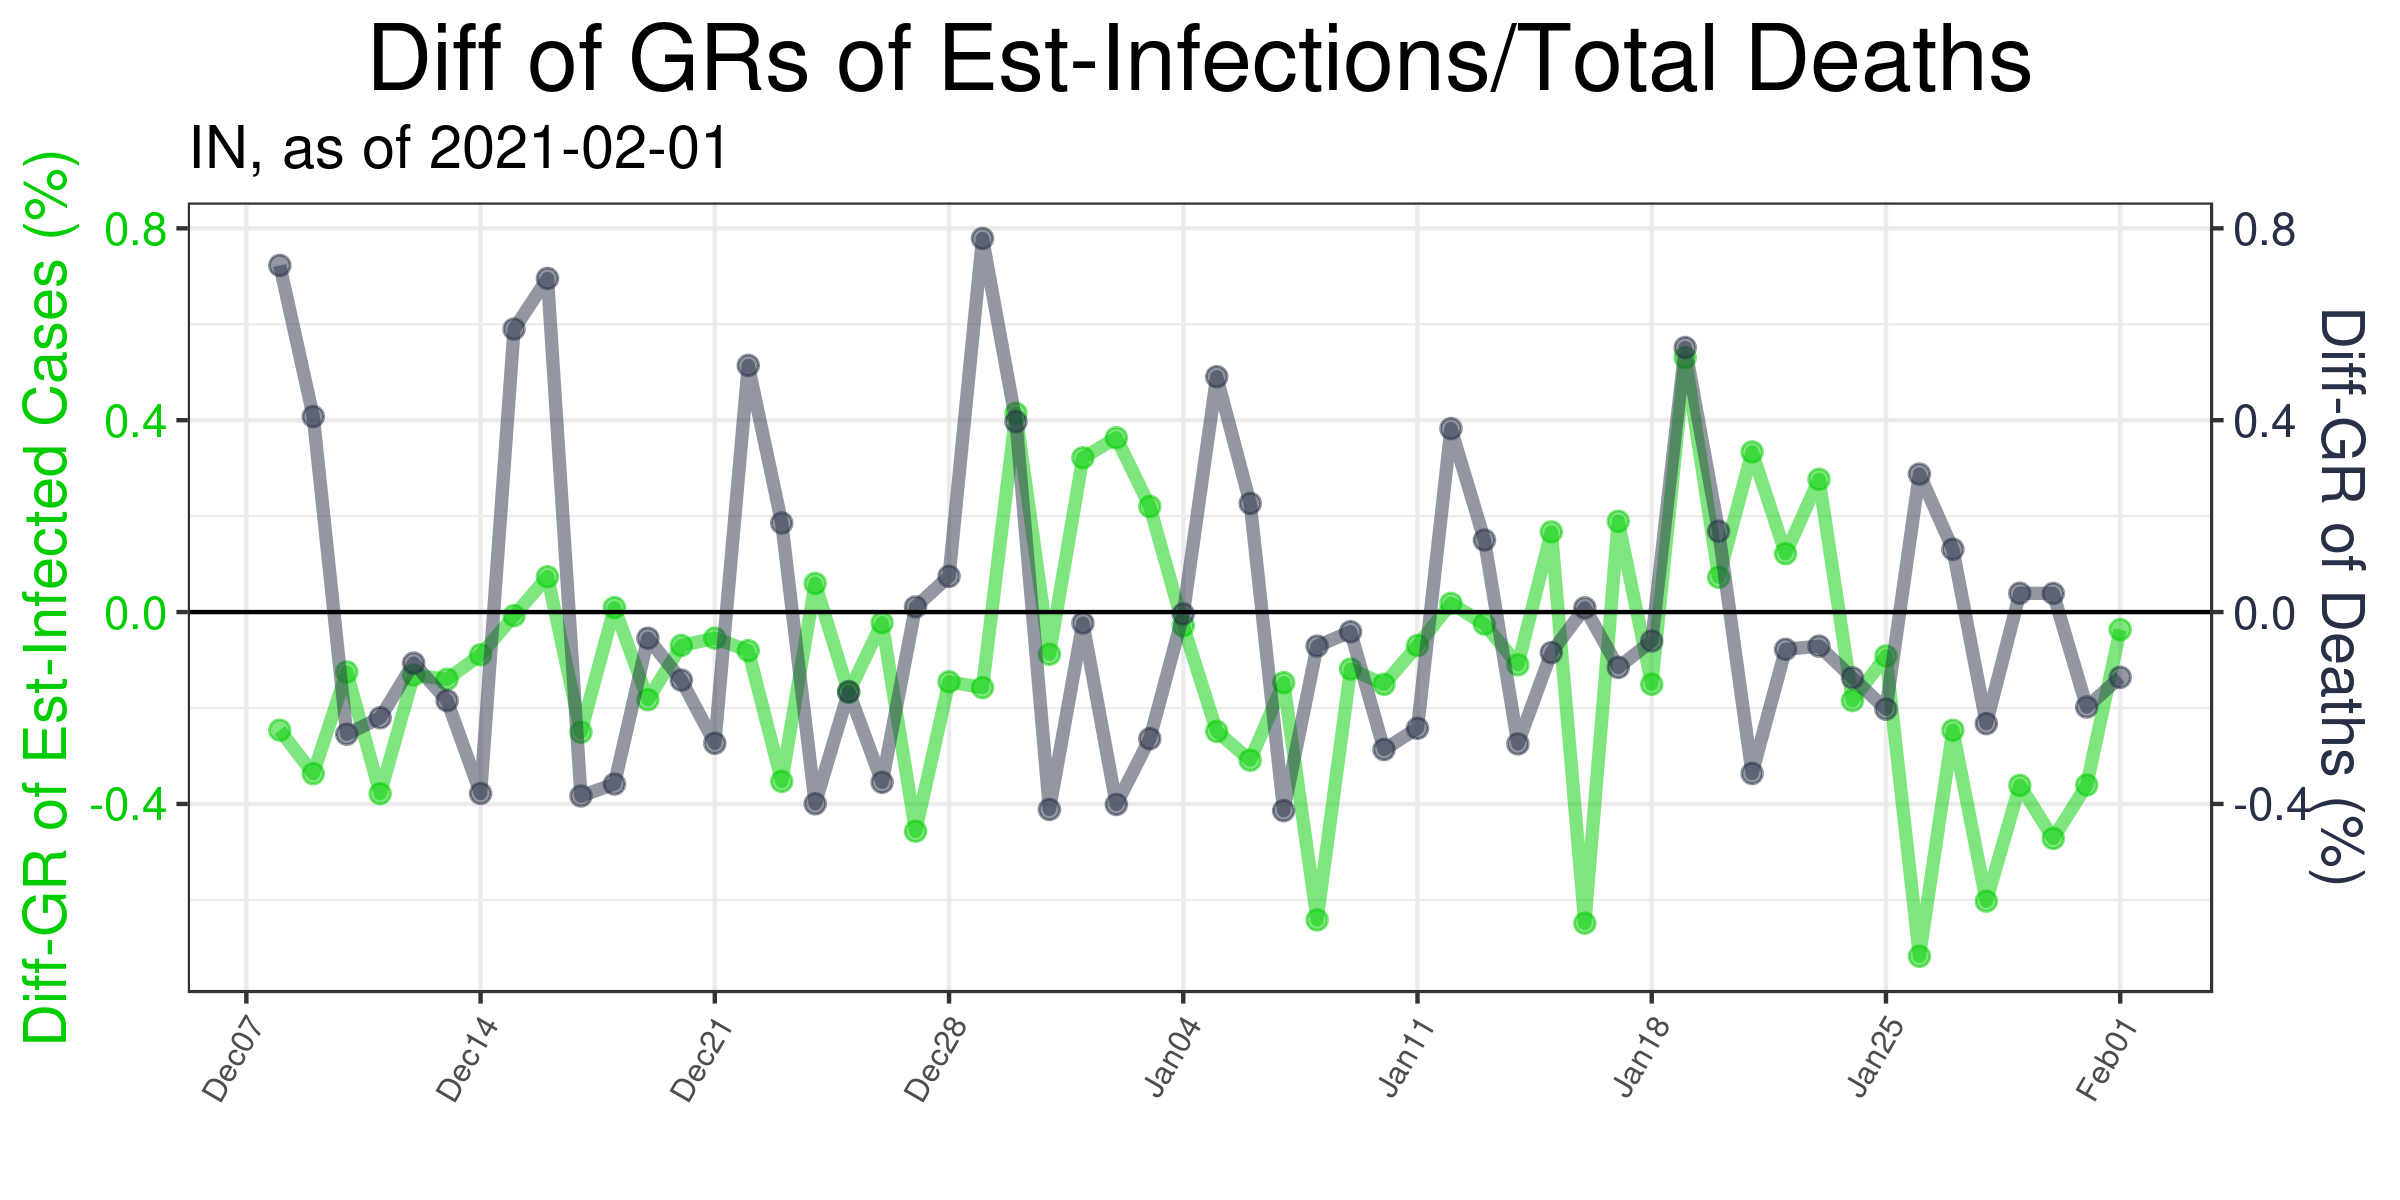 Diff of GRs of Est-Infections/Total Deaths
IN, as of 2021-02-01
Diff-GR of Est-Infected Cases (%)
0.8
0.4
0.0
-0.4
0.8
0.4
0.0
-0.4
Diff-GR of Deaths (%)
Dec07
Dec14
Dec21
Dec28
Jan04
Jan11
Jan18
Jan25
Feb01